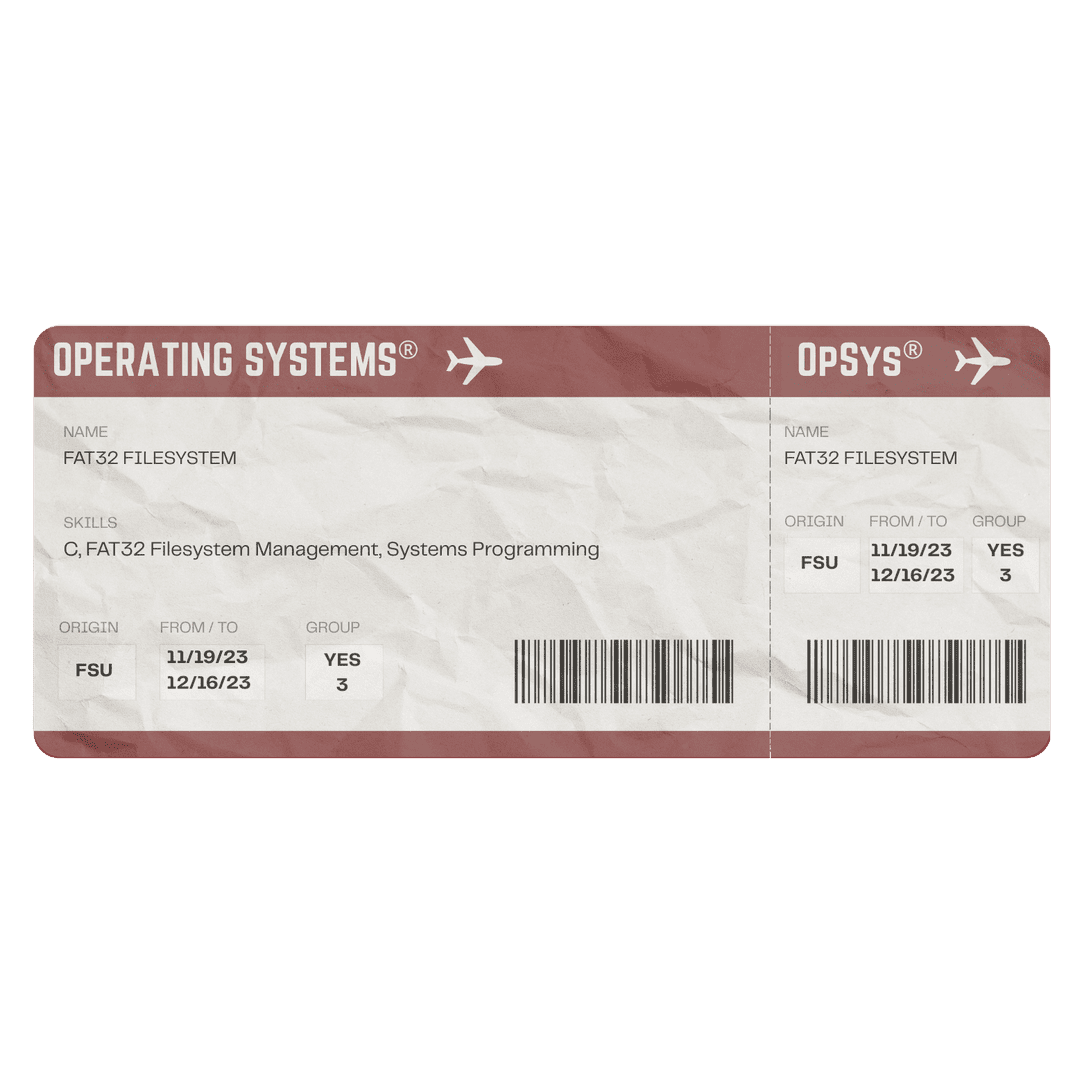 OPERATING SYSTEMS®
NAME
FAT32 FILESYSTEM
SKILLS
C, FAT32 Filesystem Management, Systems Programming
ORIGIN FROM / TO GROUP
FSU
11/19/23
12/16/23
YES
3
OpSys®
NAME
FAT32 FILESYSTEM
ORIGIN FROM / TO GROUP
FSU
11/19/23
12/16/23
YES
3